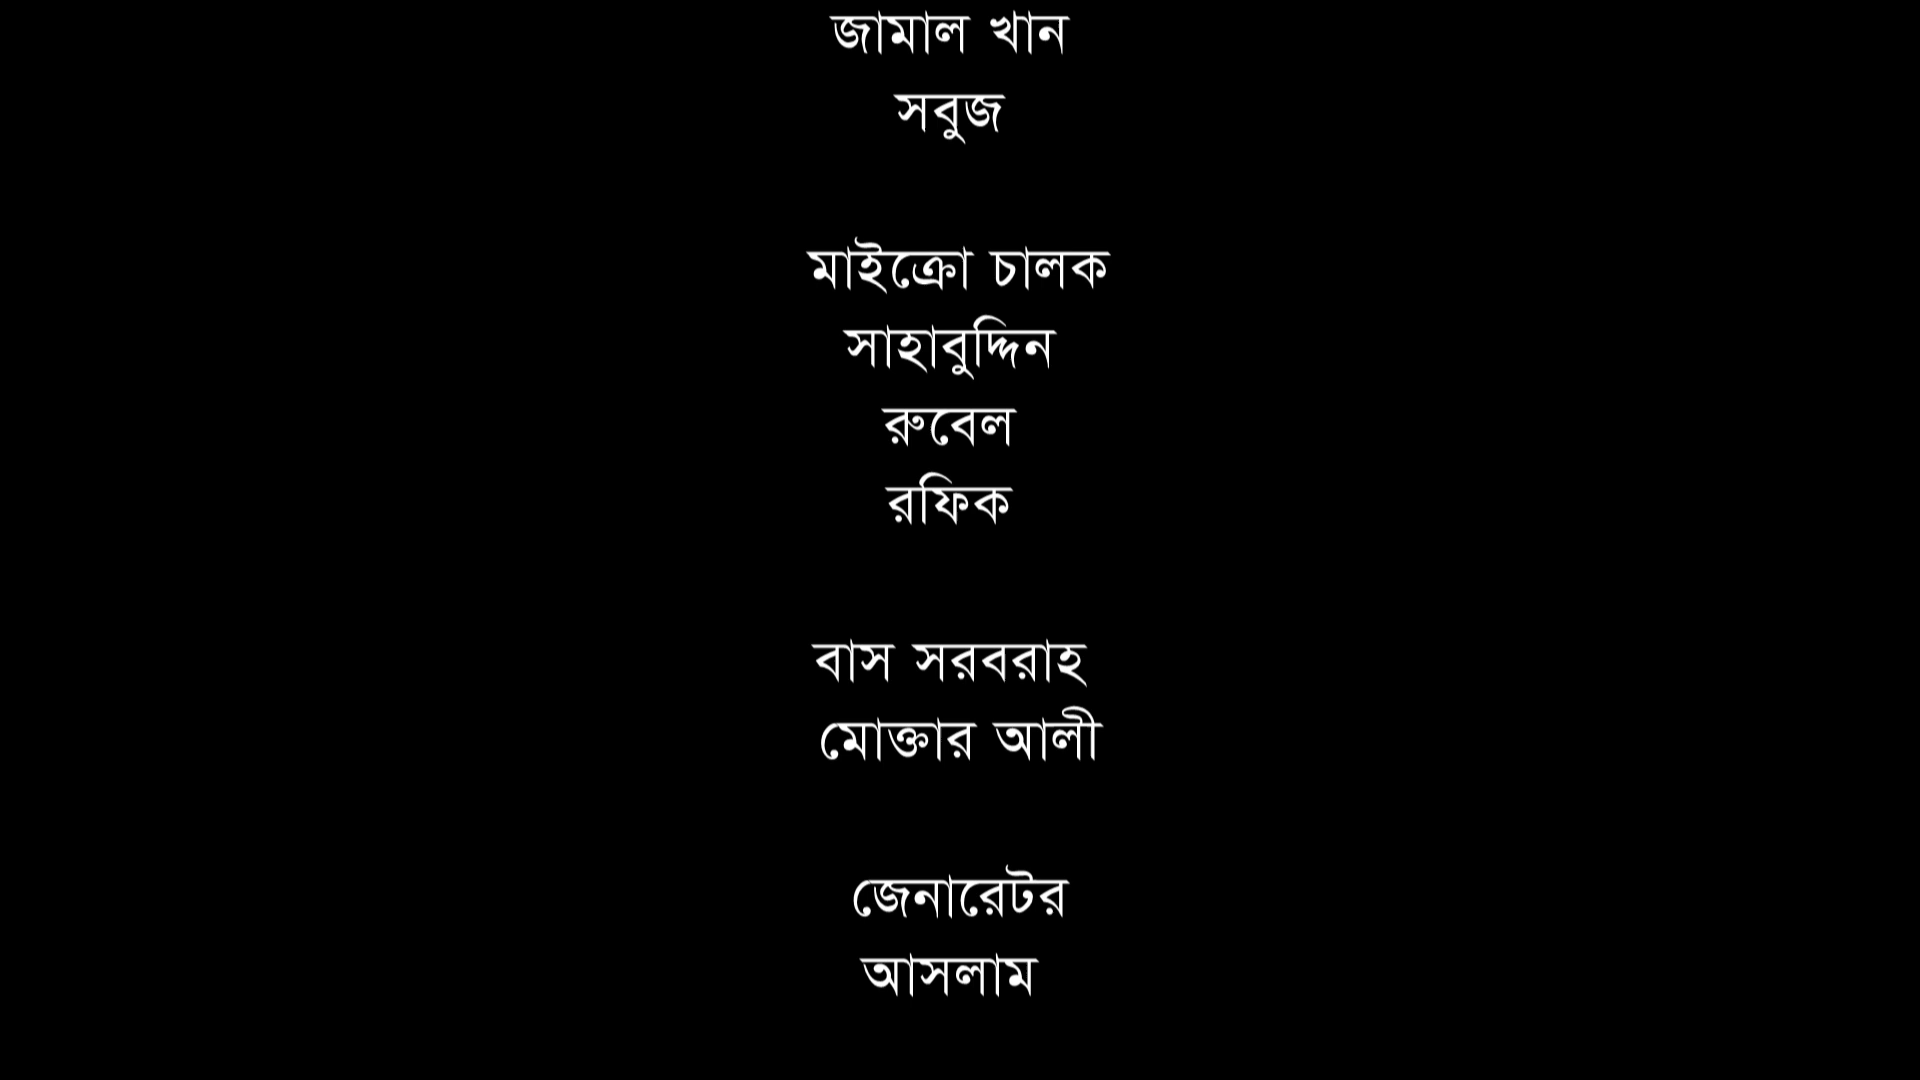 জামাল খান
সবুজ
মাইক্রো চালক
সাহাবুদ্দিন
রুবেল
রফিক
বাস সরবরাহ
মোক্তার আলী
জেনারেটর
আসলাম